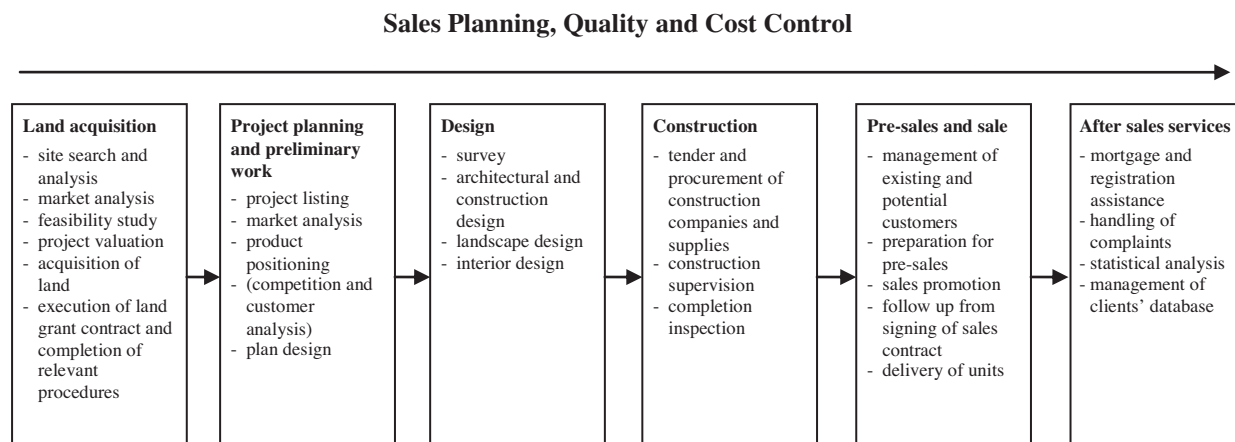 Sales Planning, Quality and Cost Control
Land acquisition
- site search and
analysis
- market analysis
- feasibility study
- project valuation
- acquisition of
land
- execution of land
grant contract and
completion of
relevant
procedures
Project planning
and preliminary
work
- project listing
- market analysis
- product
positioning
- (competition and
customer
analysis)
- plan design
Design
- survey
- architectural and
construction
design
- landscape design
- interior design
Construction
- tender and
procurement of
construction
companies and
supplies
- construction
supervision
- completion
inspection
Pre-sales and sale
- management of
existing and
potential
customers
- preparation for
pre-sales
- sales promotion
- follow up from
signing of sales
contract
- delivery of units
After sales services
- mortgage and
registration
assistance
- handling of
complaints
- statistical analysis
- management of
clients' database